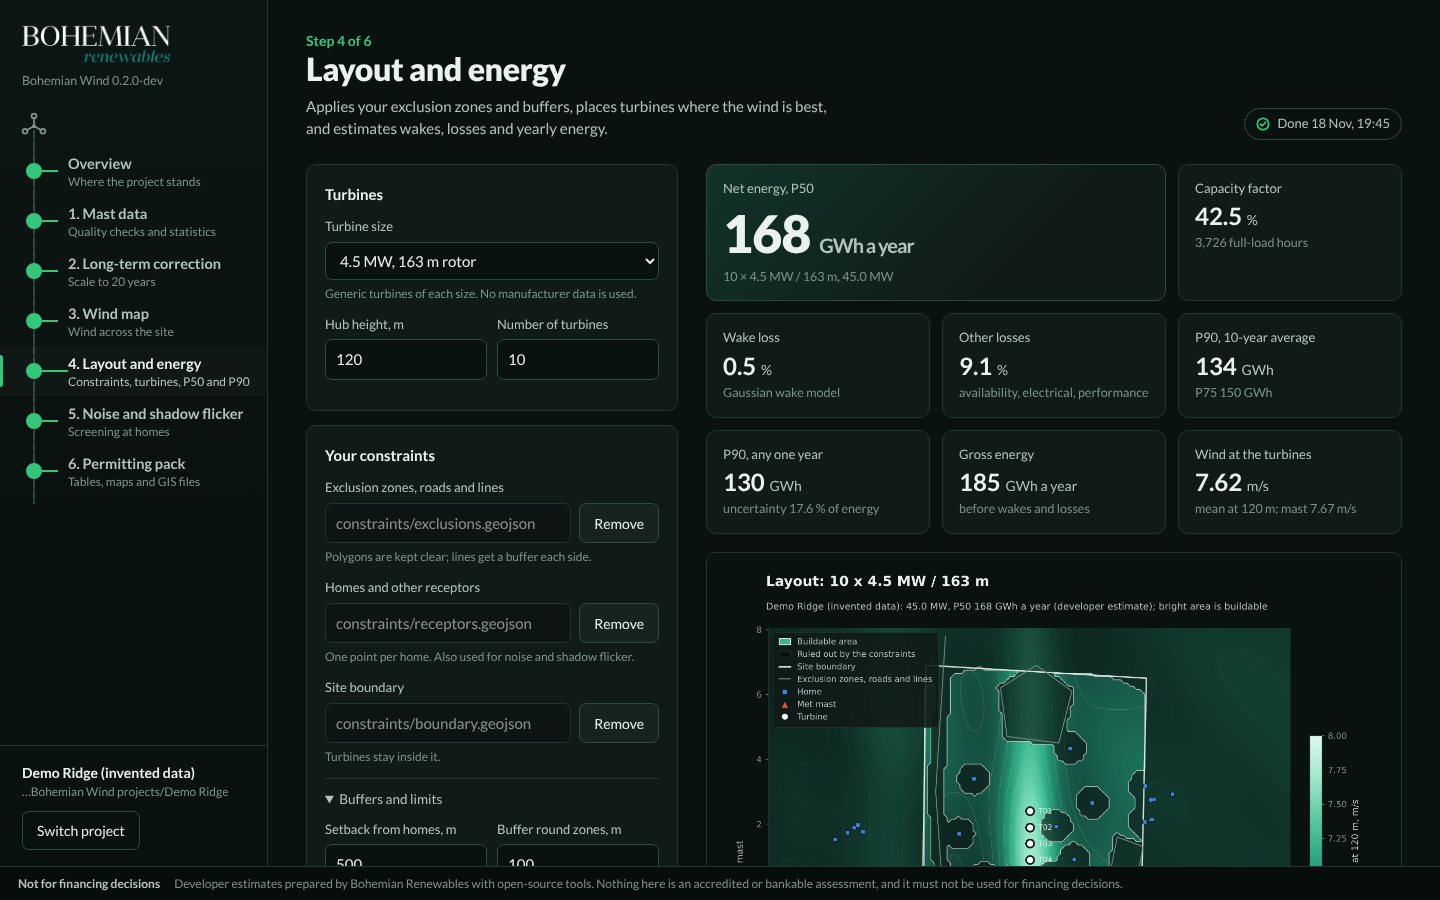 BOHEMIAN
renewables
Bohemian Wind 0.2.0-dev
Overview
Where the project stands
1. Mast data
Quality checks and statistics
2. Long-term correction
Scale to 20 years
3. Wind map
Wind across the site
4. Layout and energy
Constraints, turbines, P50 and P90
5. Noise and shadow flicker
Screening at homes
6. Permitting pack
Tables, maps and GIS files
Demo Ridge (invented data)
...Bohemian Wind projects/Demo Ridge
Switch project
Step 4 of 6
Layout and energy
Applies your exclusion zones and buffers, places turbines where the wind is best,
and estimates wakes, losses and yearly energy.
Done 18 Nov, 19:45
Turbines
Turbine size
4.5 MW, 163 m rotor
Generic turbines of each size. No manufacturer data is used.
Hub height, m
Number of turbines
120
10
Your constraints
Exclusion zones, roads and lines
constraints/exclusions.geojson
Remove
Polygons are kept clear; lines get a buffer each side.
Homes and other receptors
constraints/receptors.geojson
Remove
One point per home. Also used for noise and shadow flicker.
Site boundary
constraints/boundary.geojson
Remove
Turbines stay inside it.
▼ Buffers and limits
Setback from homes, m
Buffer round zones, m
500
100
Net energy, P50
168 GWh a year
10 × 4.5 MW / 163 m, 45.0 MW
Capacity factor
42.5 %
3,726 full-load hours
Wake loss
0.5 %
Gaussian wake model
Other losses
9.1 %
availability, electrical, performance
P90, 10-year average
134 GWh
P75 150 GWh
P90, any one year
130 GWh
uncertainty 17.6 % of energy
Gross energy
185 GWh a year
before wakes and losses
Wind at the turbines
7.62 m/s
mean at 120 m; mast 7.67 m/s
Layout: 10 x 4.5 MW / 163 m
Demo Ridge (invented data): 45.0 MW, P50 168 GWh a year (developer estimate); bright area is buildable
Buildable area
Ruled out by the constraints
Site boundary
Exclusion zones, roads and lines
Home
Met mast
Turbine
8
6
4
2
mast
T01
T02
T03
T04
8.00
7.75
7.50
7.25
at 120 m, m/s
Not for financing decisions
Developer estimates prepared by Bohemian Renewables with open-source tools. Nothing here is an accredited or bankable assessment, and it must not be used for financing decisions.